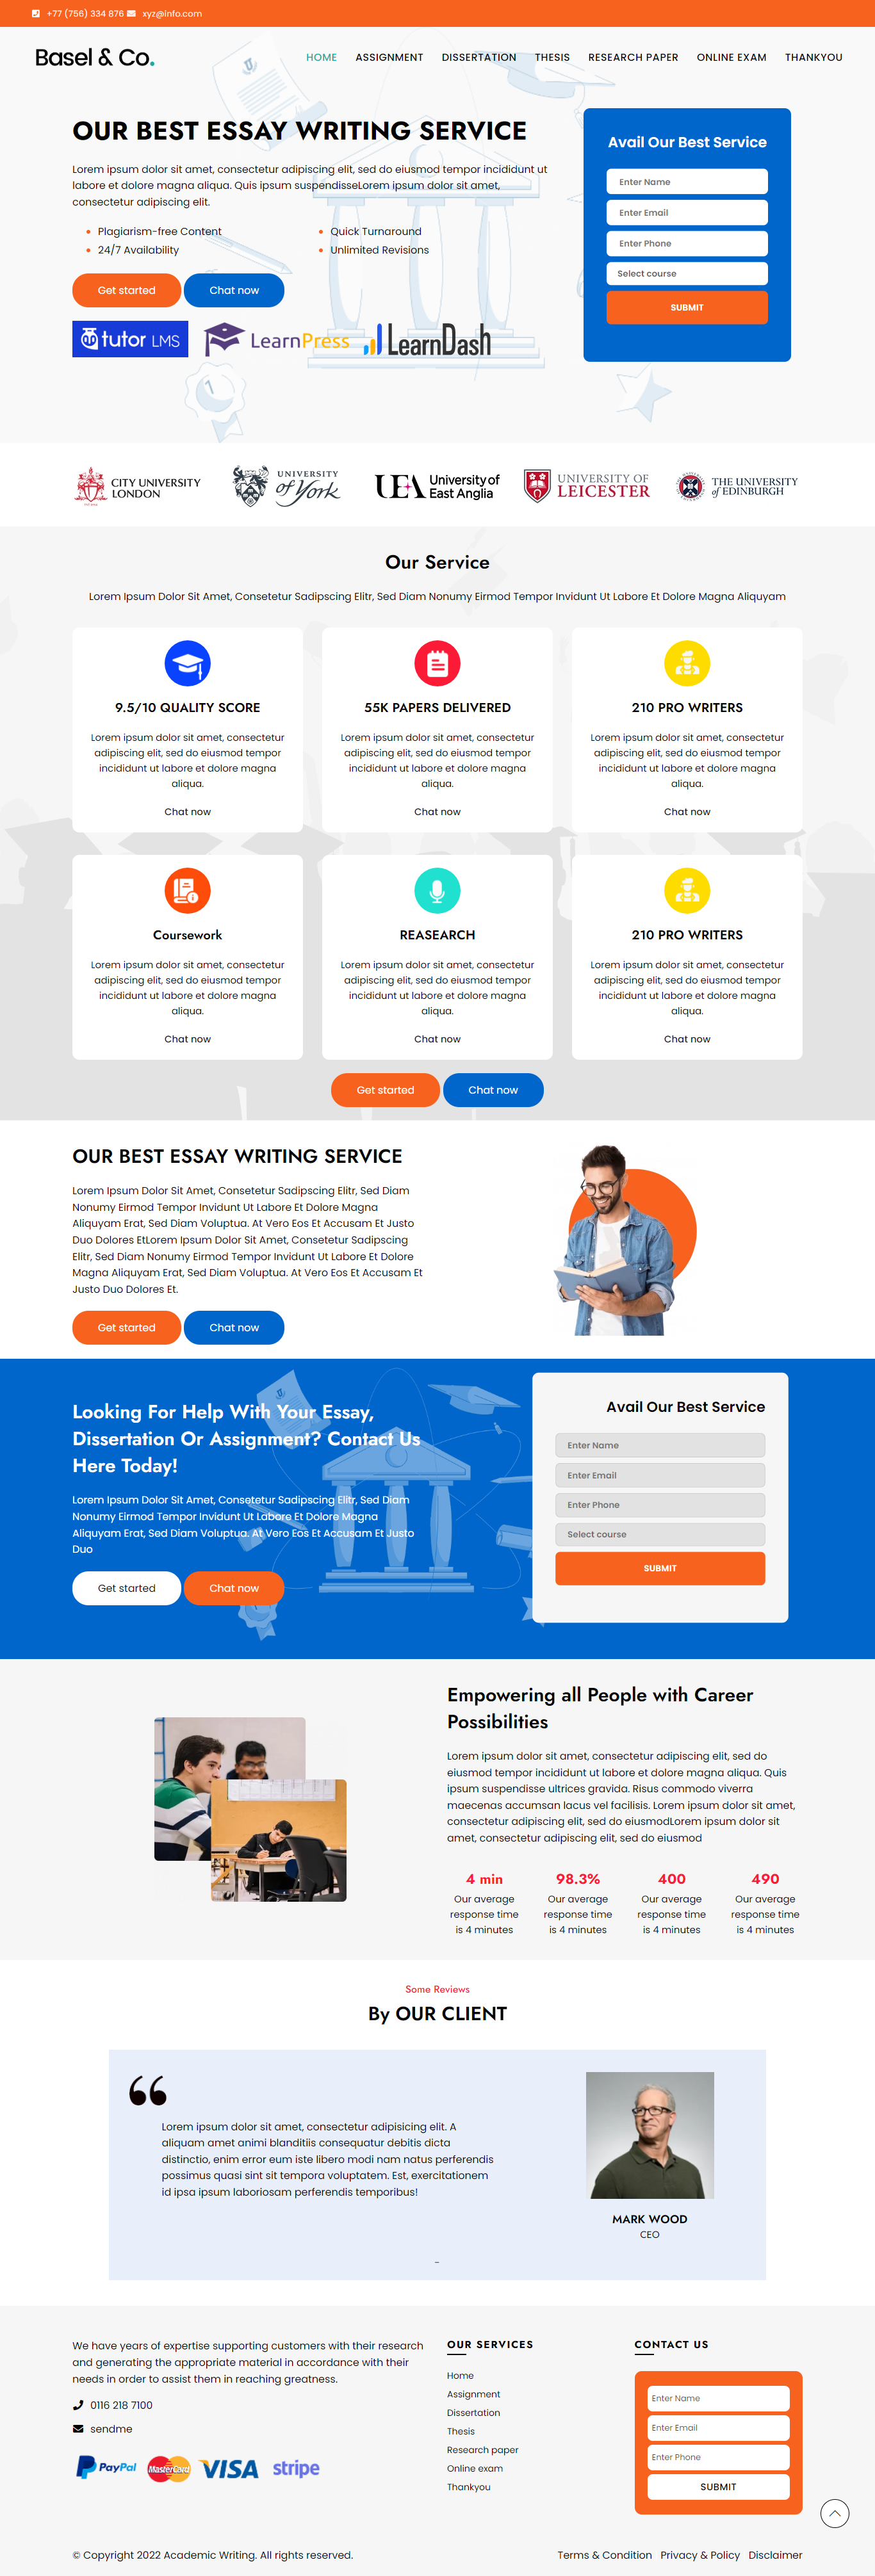 +77 (756) 334 876 xyz@info.com
Basel & Co.
HOME ASSIGNMENT DISSERTATION THESIS RESEARCH PAPER ONLINE EXAM THANKYOU
OUR BEST ESSAY WRITING SERVICE
Lorem ipsum dolor sit amet, consectetur adipiscing elit, sed do eiusmod tempor incididunt ut
labore et dolore magna aliqua. Quis ipsum suspendisseLorem ipsum dolor sit amet,
consectetur adipiscing elit.
Plagiarism-free Content
Quick Turnaround
24/7 Availability
Unlimited Revisions
Get started
Chat now
tutor LMS
LearnPress
LearnDash
Avail Our Best Service
Enter Name
Enter Email
Enter Phone
Select course
SUBMIT
CITY UNIVERSITY
LONDON
UNIVERSITY
of York
UEA University of
East Anglia
UNIVERSITY OF
LEICESTER
THE UNIVERSITY
of EDINBURGH
Our Service
Lorem Ipsum Dolor Sit Amet, Consetetur Sadipscing Elitr, Sed Diam Nonumy Eirmod Tempor Invidunt Ut Labore Et Dolore Magna Aliquyam
9.5/10 QUALITY SCORE
Lorem ipsum dolor sit amet, consectetur
adipiscing elit, sed do eiusmod tempor
incididunt ut labore et dolore magna
aliqua.
Chat now
55K PAPERS DELIVERED
Lorem ipsum dolor sit amet, consectetur
adipiscing elit, sed do eiusmod tempor
incididunt ut labore et dolore magna
aliqua.
Chat now
210 PRO WRITERS
Lorem ipsum dolor sit amet, consectetur
adipiscing elit, sed do eiusmod tempor
incididunt ut labore et dolore magna
aliqua.
Chat now
Coursework
Lorem ipsum dolor sit amet, consectetur
adipiscing elit, sed do eiusmod tempor
incididunt ut labore et dolore magna
aliqua.
Chat now
REASEARCH
Lorem ipsum dolor sit amet, consectetur
adipiscing elit, sed do eiusmod tempor
incididunt ut labore et dolore magna
aliqua.
Chat now
210 PRO WRITERS
Lorem ipsum dolor sit amet, consectetur
adipiscing elit, sed do eiusmod tempor
incididunt ut labore et dolore magna
aliqua.
Chat now
Get started
Chat now
OUR BEST ESSAY WRITING SERVICE
Lorem Ipsum Dolor Sit Amet, Consetetur Sadipscing Elitr, Sed Diam
Nonumy Eirmod Tempor Invidunt Ut Labore Et Dolore Magna
Aliquyam Erat, Sed Diam Voluptua. At Vero Eos Et Accusam Et Justo
Duo Dolores EtLorem Ipsum Dolor Sit Amet, Consetetur Sadipscing
Elitr, Sed Diam Nonumy Eirmod Tempor Invidunt Ut Labore Et Dolore
Magna Aliquyam Erat, Sed Diam Voluptua. At Vero Eos Et Accusam Et
Justo Duo Dolores Et.
Get started
Chat now
Looking For Help With Your Essay,
Dissertation Or Assignment? Contact Us
Here Today!
Lorem Ipsum Dolor Sit Amet, Consetetur Sadipscing Elitr, Sed Diam
Nonumy Eirmod Tempor Invidunt Ut Labore Et Dolore Magna
Aliquyam Erat, Sed Diam Voluptua. At Vero Eos Et Accusam Et Justo
Duo
Get started
Chat now
Avail Our Best Service
Enter Name
Enter Email
Enter Phone
Select course
SUBMIT
Empowering all People with Career
Possibilities
Lorem ipsum dolor sit amet, consectetur adipiscing elit, sed do
eiusmod tempor incididunt ut labore et dolore magna aliqua. Quis
ipsum suspendisse ultrices gravida. Risus commodo viverra
maecenas accumsan lacus vel facilisis. Lorem ipsum dolor sit amet,
consectetur adipiscing elit, sed do eiusmodLorem ipsum dolor sit
amet, consectetur adipiscing elit, sed do eiusmod
4 min
Our average
response time
is 4 minutes
98.3%
Our average
response time
is 4 minutes
400
Our average
response time
is 4 minutes
490
Our average
response time
is 4 minutes
Some Reviews
By OUR CLIENT
Lorem ipsum dolor sit amet, consectetur adipisicing elit. A
aliquam amet animi blanditiis consequatur debitis dicta
distinctio, enim error eum iste libero modi nam natus perferendis
possimus quasi sint sit tempora voluptatem. Est, exercitationem
id ipsa ipsum laboriosam perferendis temporibus!
MARK WOOD
CEO
We have years of expertise supporting customers with their research
and generating the appropriate material in accordance with their
needs in order to assist them in reaching greatness.
0116 218 7100
sendme
PayPal MasterCard VISA stripe
OUR SERVICES
Home
Assignment
Dissertation
Thesis
Research paper
Online exam
Thankyou
CONTACT US
Enter Name
Enter Email
Enter Phone
SUBMIT
© Copyright 2022 Academic Writing. All rights reserved.
Terms & Condition Privacy & Policy Disclaimer